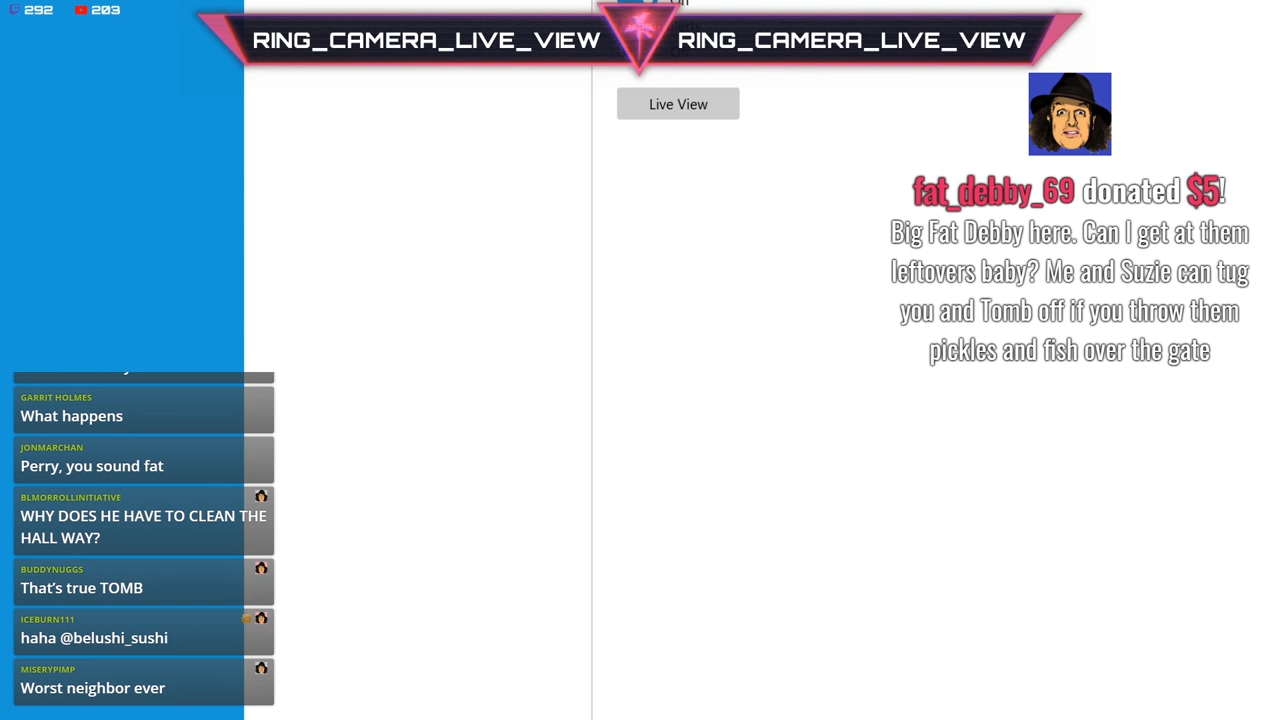 292 203
RING_CAMERA_LIVE_VIEW RING_CAMERA_LIVE_VIEW
Live View
fat_debby_69 donated $5!
Big Fat Debby here. Can I get at them
leftovers baby? Me and Suzie can tug
you and Tomb off if you throw them
pickles and fish over the gate
GARRIT HOLMES
What happens
JONMARCHAN
Perry, you sound fat
BLMORROLLINITIATIVE
WHY DOES HE HAVE TO CLEAN THE
HALL WAY?
BUDDYNUGGS
That’s true TOMB
ICEBURN111
haha @belushi_sushi
MISERYPIMP
Worst neighbor ever